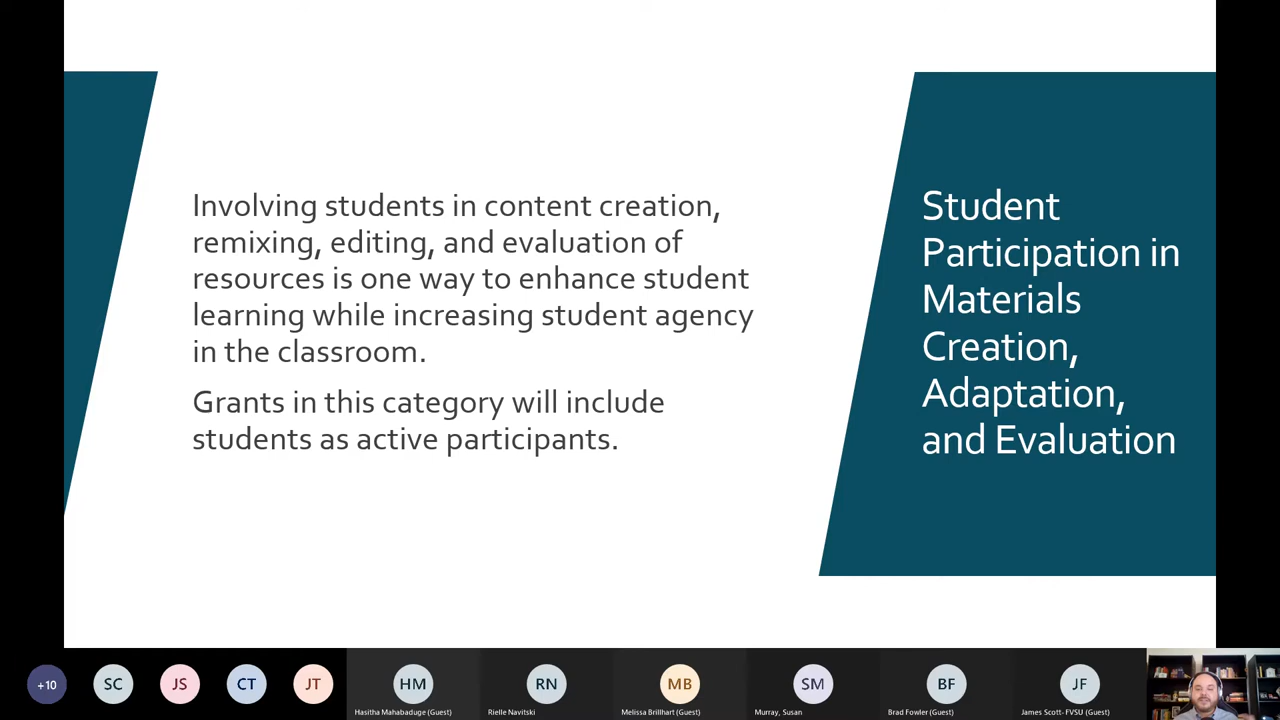 Involving students in content creation,
remixing, editing, and evaluation of
resources is one way to enhance student
learning while increasing student agency
in the classroom.
Grants in this category will include
students as active participants.
Student
Participation in
Materials
Creation,
Adaptation,
and Evaluation
+10
SC
JS
CT
JT
HM
RN
MB
SM
BF
JF
Hasitha Mahabaduge (Guest)
Rielle Navitski
Melissa Brillhart (Guest)
Murray, Susan
Brad Fowler (Guest)
James Scott- FVSU (Guest)